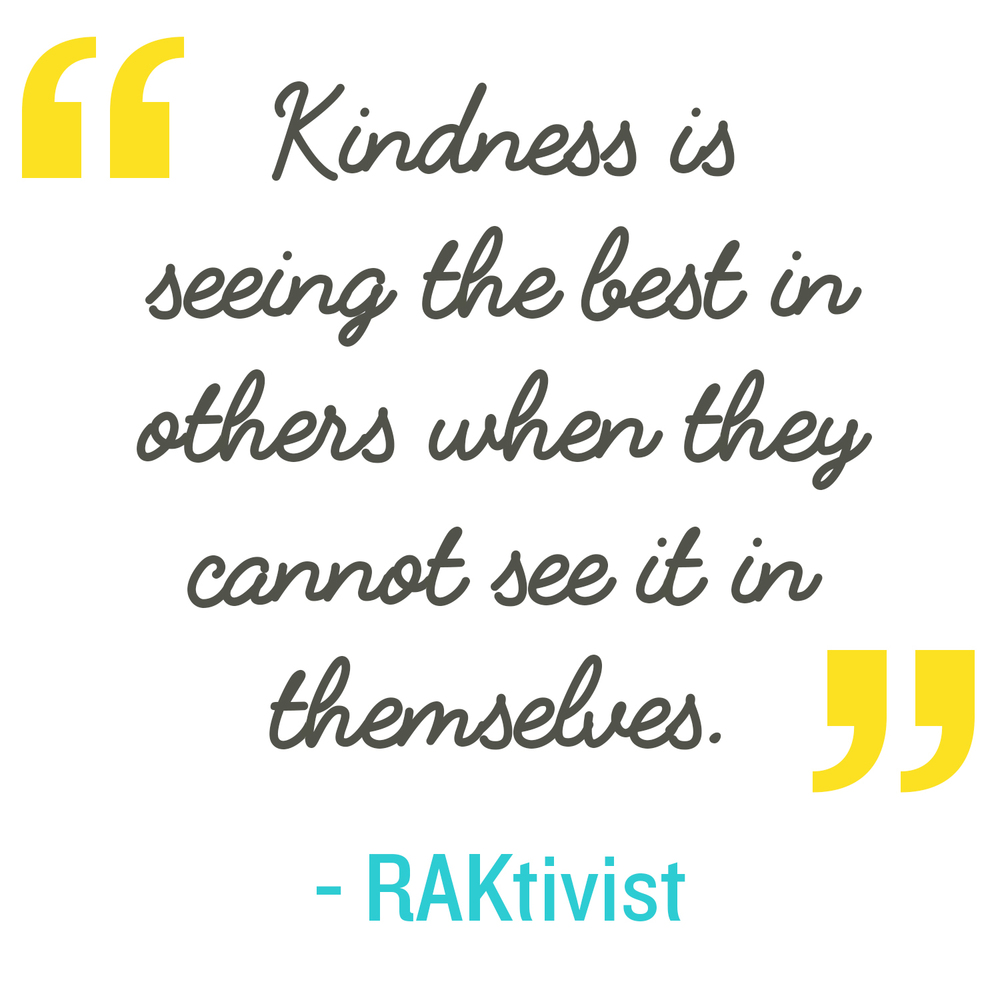 “ Kindness is
seeing the best in
others when they
cannot see it in
themselves. ”
- RAKtivist